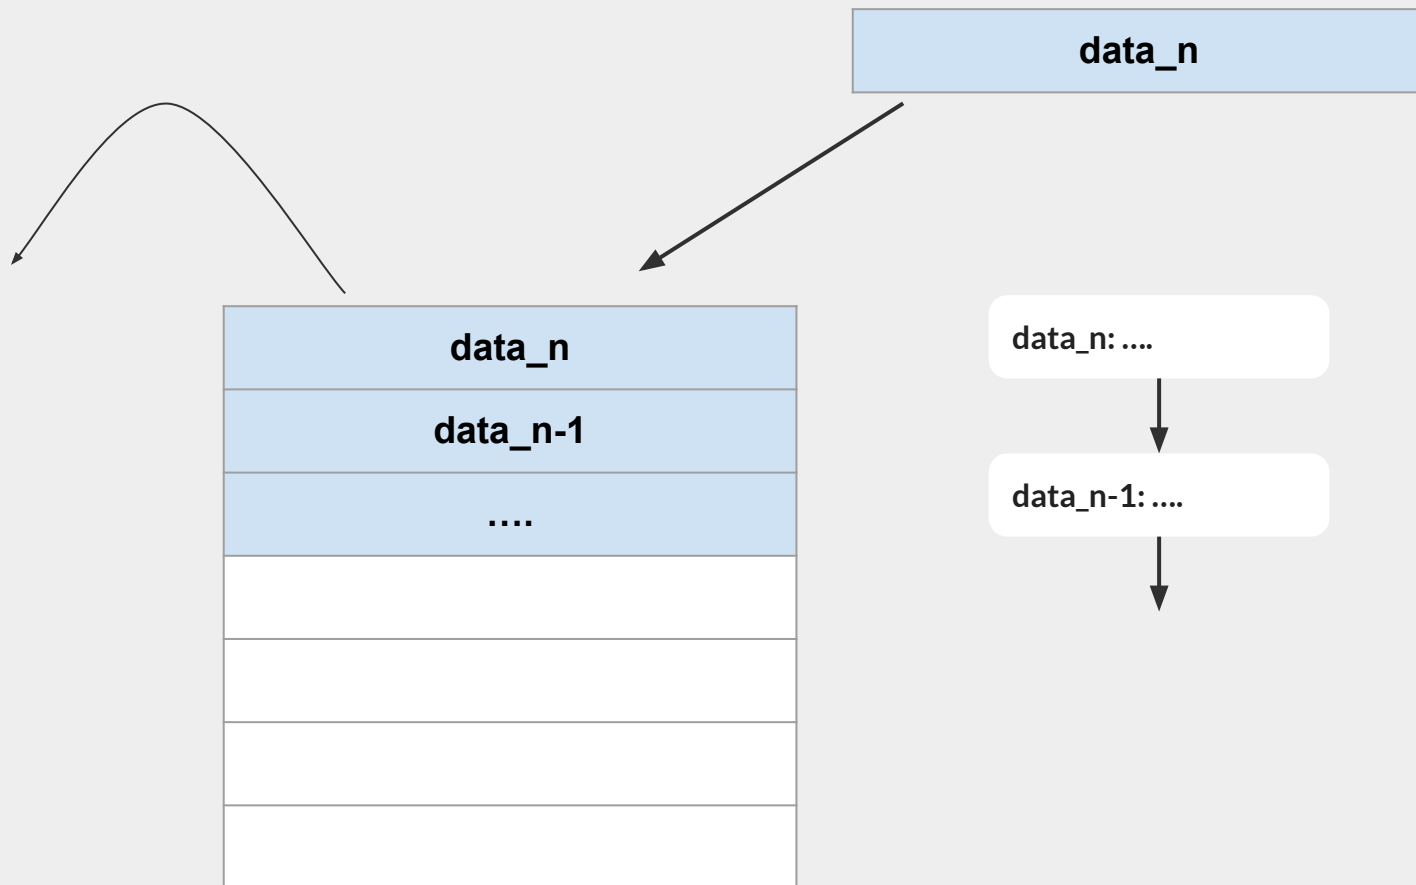 data_n
data_n
data_n-1
....
data_n: ....
data_n-1: ....